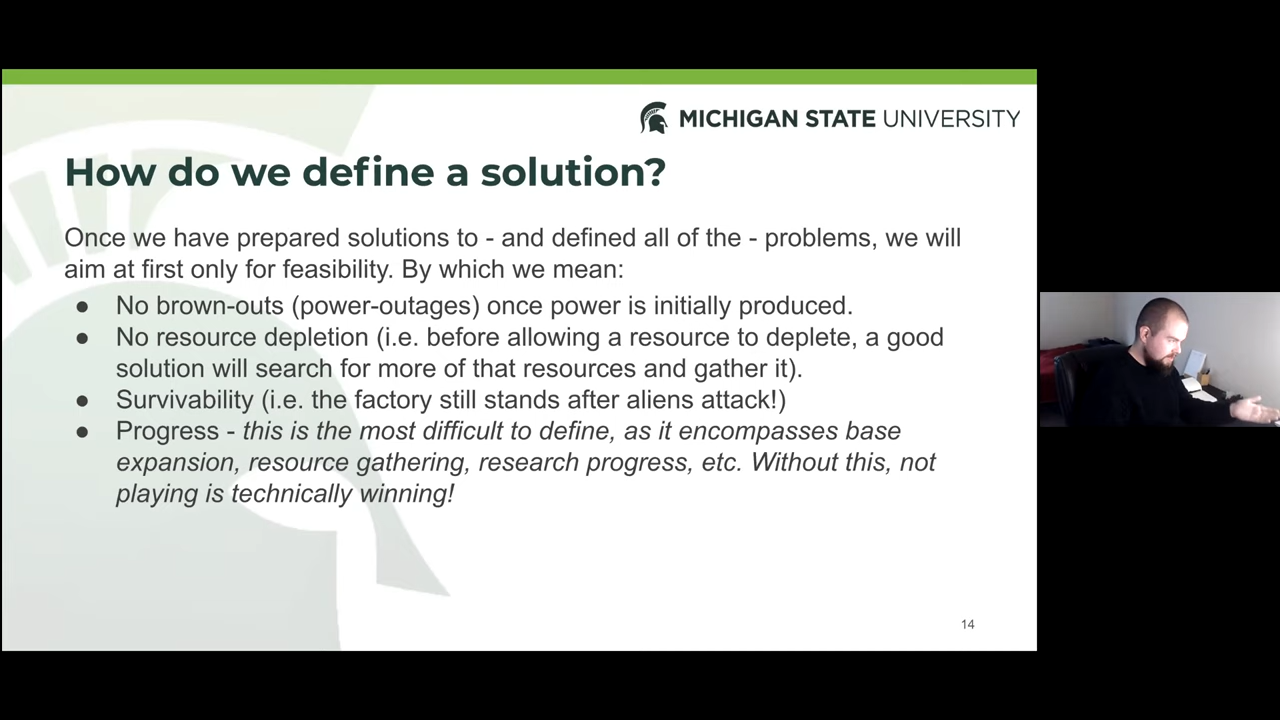 MICHIGAN STATE UNIVERSITY
How do we define a solution?
Once we have prepared solutions to - and defined all of the - problems, we will
aim at first only for feasibility. By which we mean:
● No brown-outs (power-outages) once power is initially produced.
● No resource depletion (i.e. before allowing a resource to deplete, a good
solution will search for more of that resources and gather it).
● Survivability (i.e. the factory still stands after aliens attack!)
● Progress - this is the most difficult to define, as it encompasses base
expansion, resource gathering, research progress, etc. Without this, not
playing is technically winning!
14